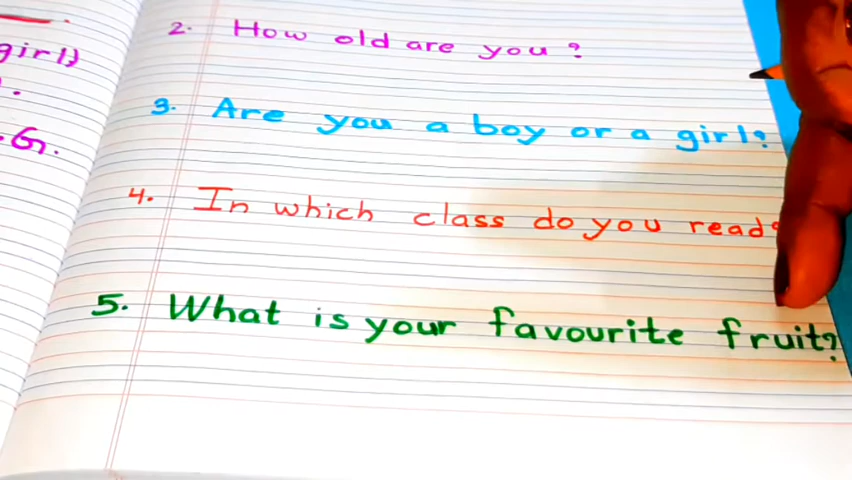 girl)
.G.
2. How old are you?
3. Are you a boy or a girl?
4. In which class do you read?
5. What is your favourite fruit?